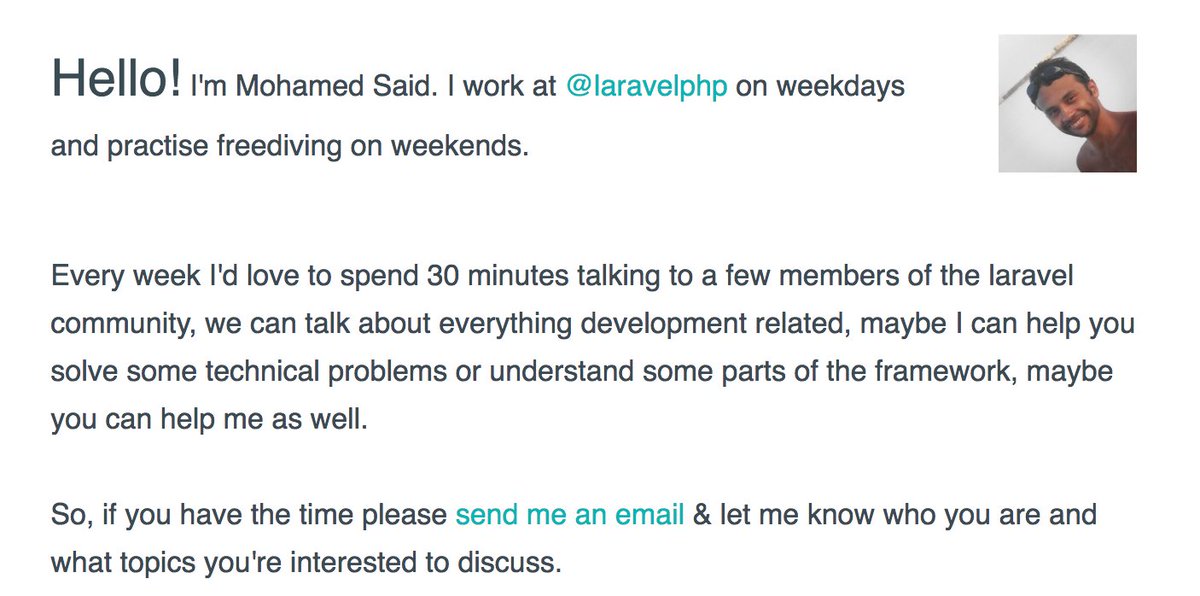 Hello! I'm Mohamed Said. I work at @laravelphp on weekdays
and practise freediving on weekends.
Every week I'd love to spend 30 minutes talking to a few members of the laravel
community, we can talk about everything development related, maybe I can help you
solve some technical problems or understand some parts of the framework, maybe
you can help me as well.
So, if you have the time please send me an email & let me know who you are and
what topics you're interested to discuss.